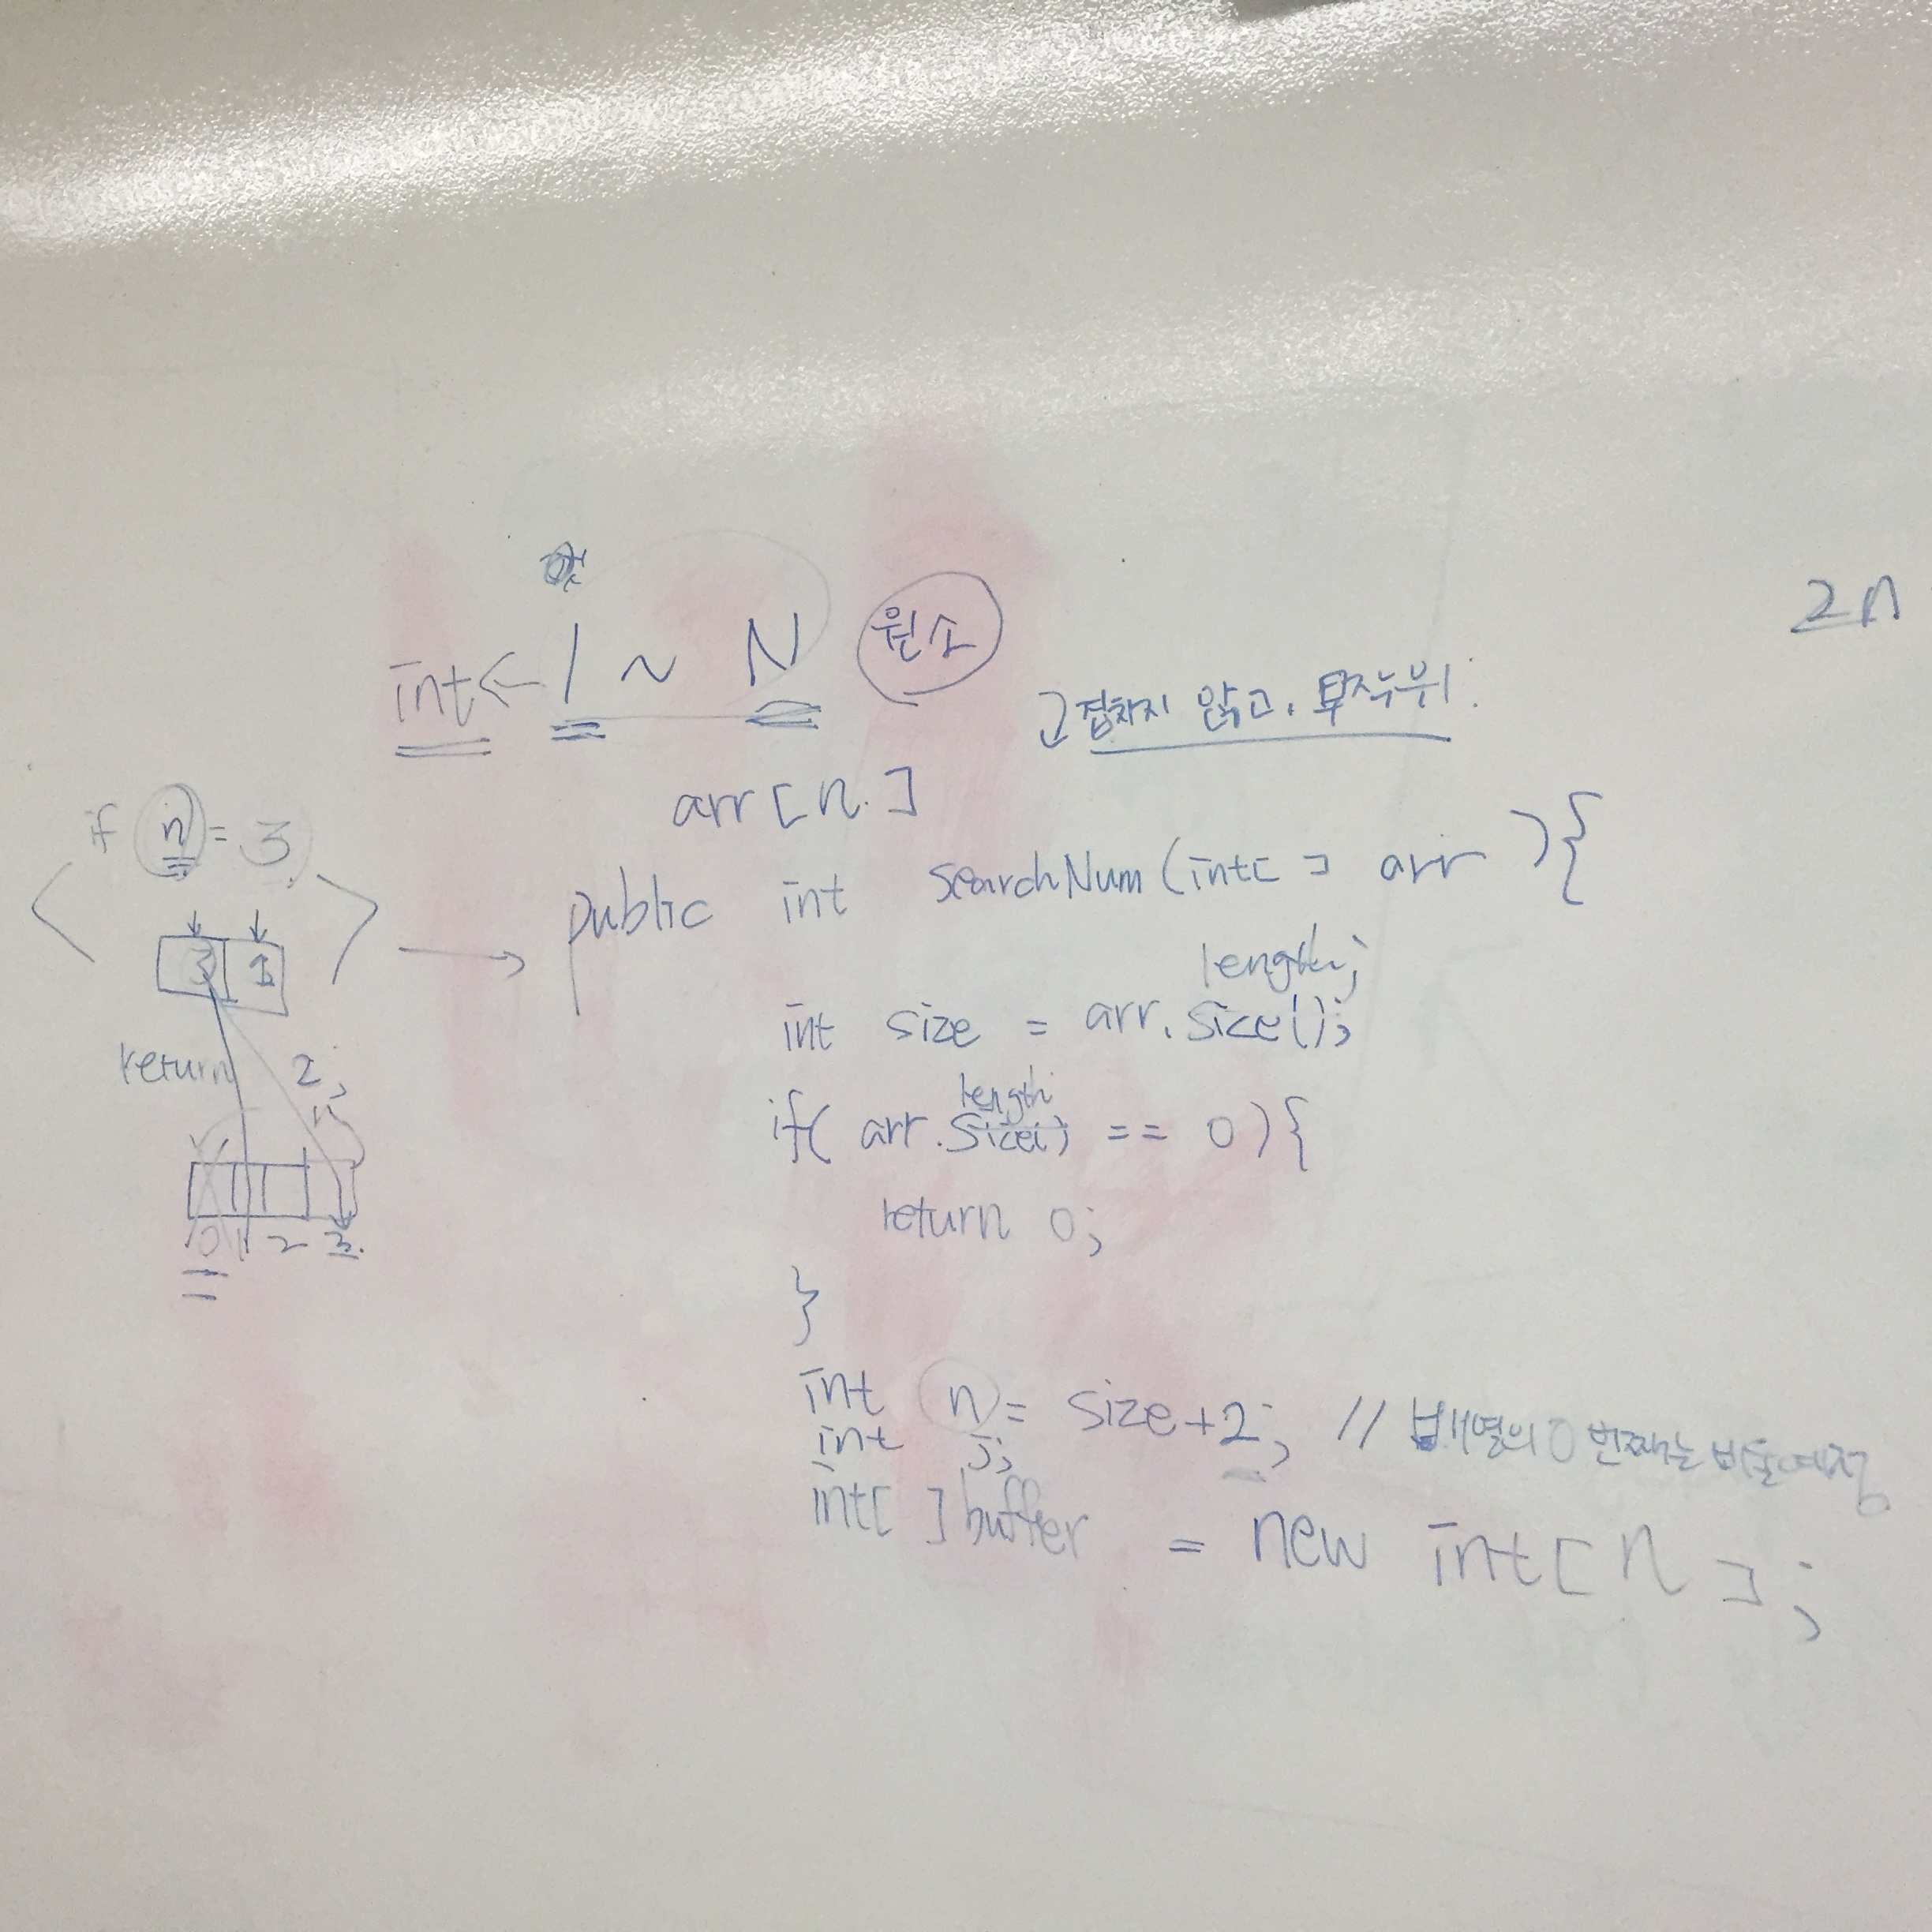 2n
int ← 1 ~ N 원소
겹치지 않고, 무작위
arr[n]
if n = 3
public int searchNum(int[] arr){
3 1
length;
int size = arr.size();
return 2;
length
if( arr.size() == 0){
return 0;
0 1 2 3.
}
int n = size+2; // 배열의 0번째는 비울예정
int j;
int[ ] buffer = new int[n];